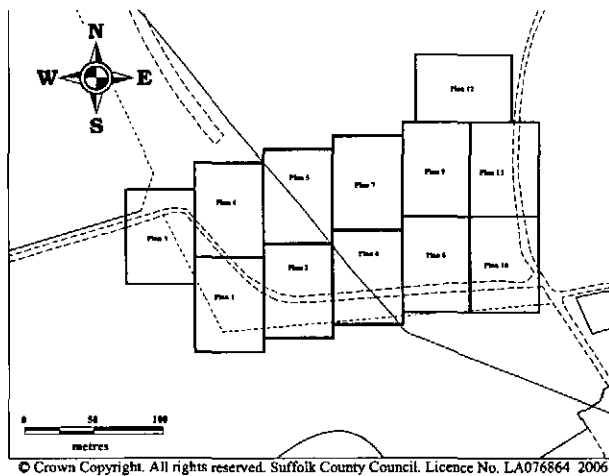 N
W E
S
Plan 12
Plan 5
Plan 7
Plan 9
Plan 11
Plan 4
Plan 3
Plan 2
Plan 6
Plan 8
Plan 10
Plan 1
0 50 100
metres
© Crown Copyright. All rights reserved. Suffolk County Council. Licence No. LA076864 2006